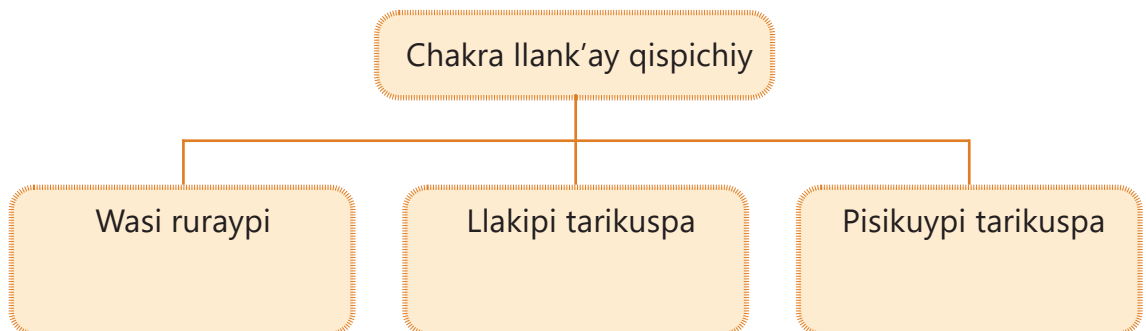 Chakra llank’ay qispichiy
Wasi ruraypi
Llakipi tarikuspa
Pisikuypi tarikuspa